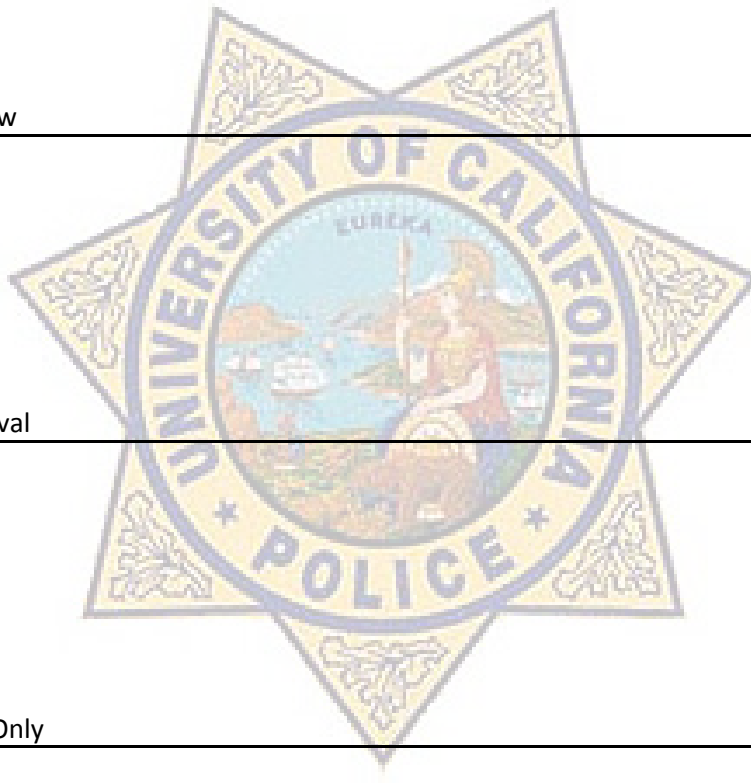 w
UNIVERSITY OF CALIFORNIA
EUREKA
val
★ POLICE ★
Only